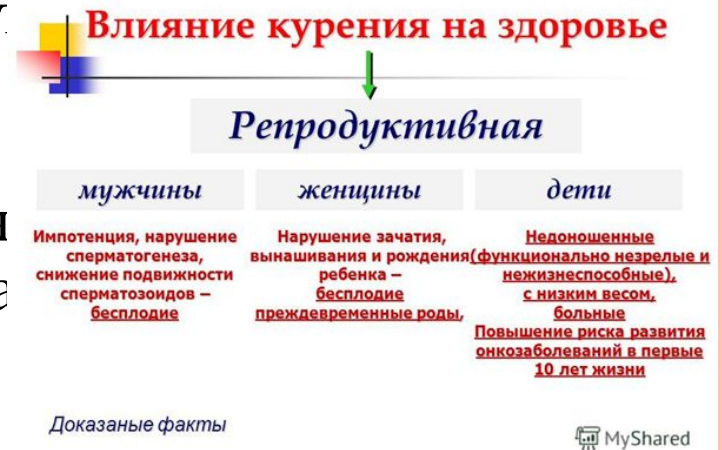 Влияние курения на здоровье
Репродуктивная
мужчины
Импотенция, нарушение
сперматогенеза,
снижение подвижности
сперматозоидов –
бесплодие
женщины
Нарушение зачатия,
вынашивания и рождения
ребенка –
бесплодие
преждевременные роды,
дети
Недоношенные
(функционально незрелые и
нежизнеспособные),
с низким весом,
больные
Повышение риска развития
онкозаболеваний в первые
10 лет жизни
Доказаные факты
MyShared